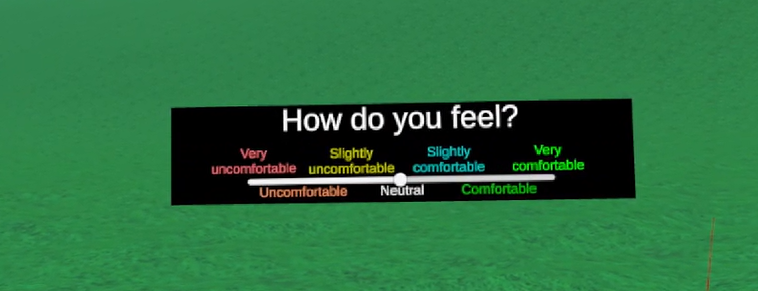 How do you feel?
Very uncomfortable
Slightly uncomfortable
Slightly comfortable
Very comfortable
Uncomfortable
Neutral
Comfortable